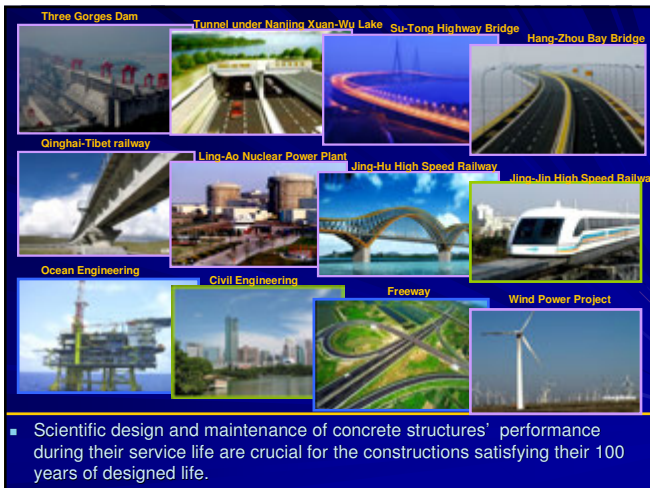 Three Gorges Dam
Tunnel under Nanjing Xuan-Wu Lake
Su-Tong Highway Bridge
Hang-Zhou Bay Bridge
Qinghai-Tibet railway
Ling-Ao Nuclear Power Plant
Jing-Hu High Speed Railway
Jing-Jin High Speed Railwa
Ocean Engineering
Civil Engineering
Freeway
Wind Power Project
Scientific design and maintenance of concrete structures' performance
during their service life are crucial for the constructions satisfying their 100
years of designed life.